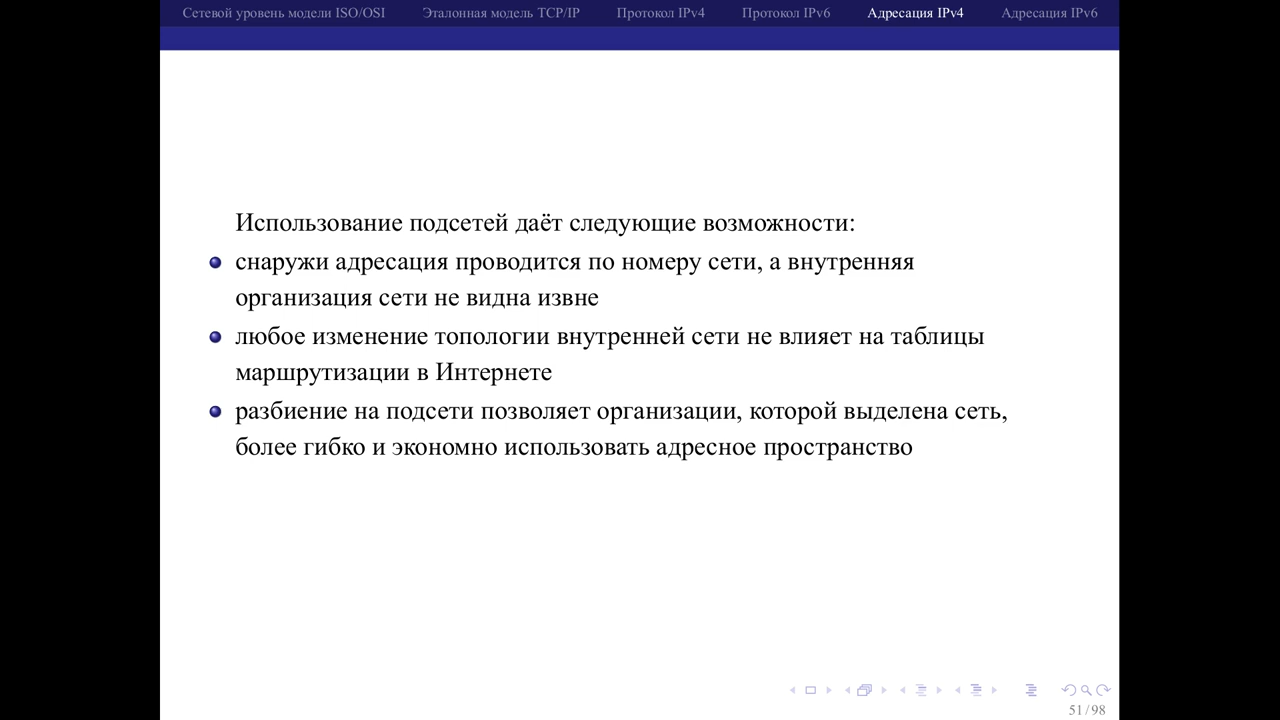 Сетевой уровень модели ISO/OSI Эталонная модель TCP/IP Протокол IPv4 Протокол IPv6 Адресация IPv4 Адресация IPv6
Использование подсетей даёт следующие возможности:
снаружи адресация проводится по номеру сети, а внутренняя
организация сети не видна извне
любое изменение топологии внутренней сети не влияет на таблицы
маршрутизации в Интернете
разбиение на подсети позволяет организации, которой выделена сеть,
более гибко и экономно использовать адресное пространство
51 / 98